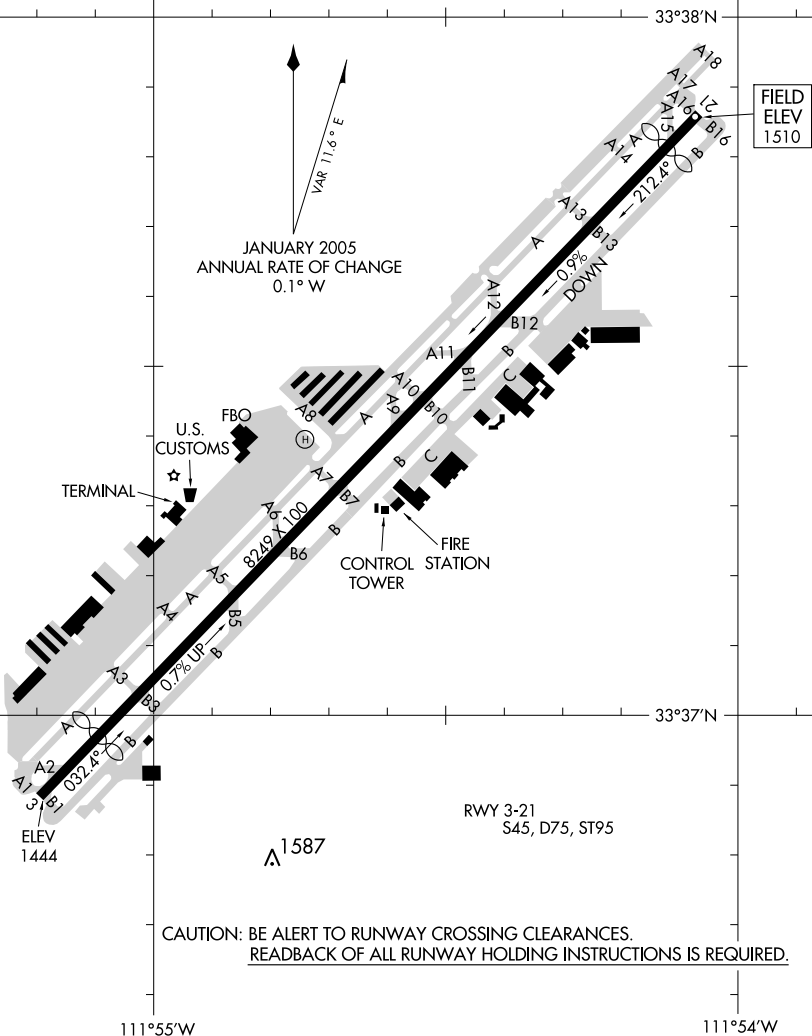 33°38'N
A18
A17
A16
21
A15
B16
FIELD
ELEV
1510
A
A14
B
212.4°
VAR 11.6° E
A13
B13
A
JANUARY 2005
ANNUAL RATE OF CHANGE
0.1° W
0.9%
DOWN
A12
B12
A11
B
B11
C
A10
A9
B10
A8
A
FBO
H
U.S.
CUSTOMS
B
C
TERMINAL
A7
B7
A6
8249 X 100
B
B6
CONTROL
TOWER
FIRE
STATION
A5
A
A4
B5
B
0.7% UP
A3
B3
33°37'N
A
B
032.4°
A2
A1
3
B1
ELEV
1444
RWY 3-21
S45, D75, ST95
1587
CAUTION: BE ALERT TO RUNWAY CROSSING CLEARANCES.
READBACK OF ALL RUNWAY HOLDING INSTRUCTIONS IS REQUIRED.
111°55'W
111°54'W